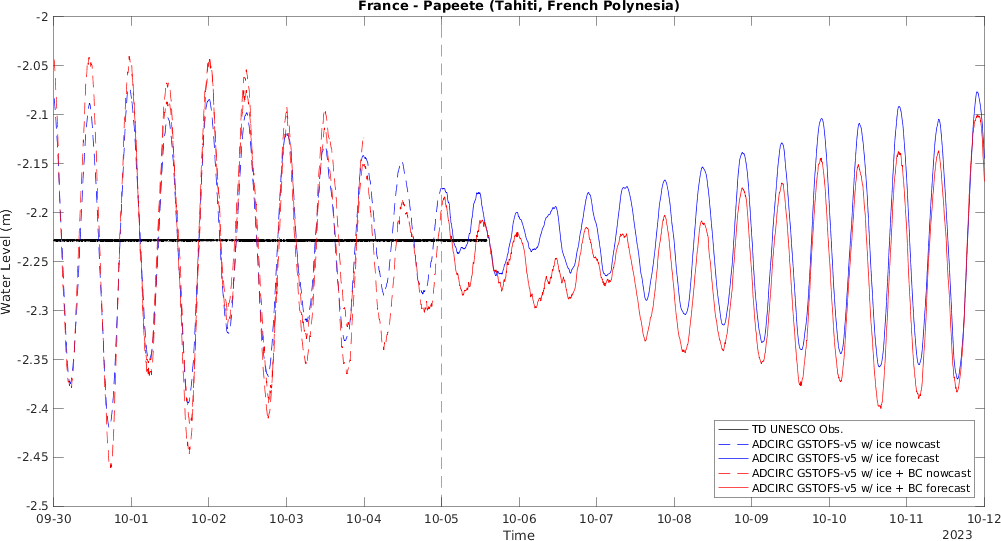 France - Papeete (Tahiti, French Polynesia)
-2
-2.05
-2.1
-2.15
-2.2
-2.25
-2.3
-2.35
-2.4
-2.45
-2.5
Water Level (m)
TD UNESCO Obs.
ADCIRC GSTOFS-v5 w/ ice nowcast
ADCIRC GSTOFS-v5 w/ ice forecast
ADCIRC GSTOFS-v5 w/ ice + BC nowcast
ADCIRC GSTOFS-v5 w/ ice + BC forecast
09-30 10-01 10-02 10-03 10-04 10-05 10-06 10-07 10-08 10-09 10-10 10-11 10-12
Time
2023